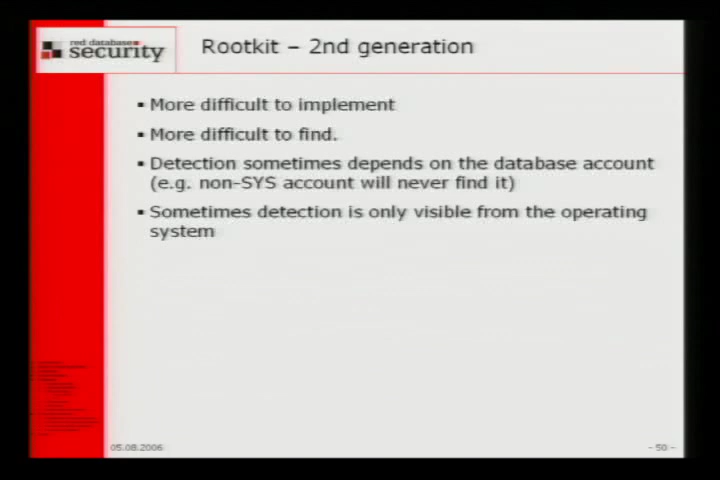 red database
security
Rootkit – 2nd generation
▪ More difficult to implement
▪ More difficult to find.
▪ Detection sometimes depends on the database account
(e.g. non-SYS account will never find it)
▪ Sometimes detection is only visible from the operating
system
05.08.2006
- 50 -